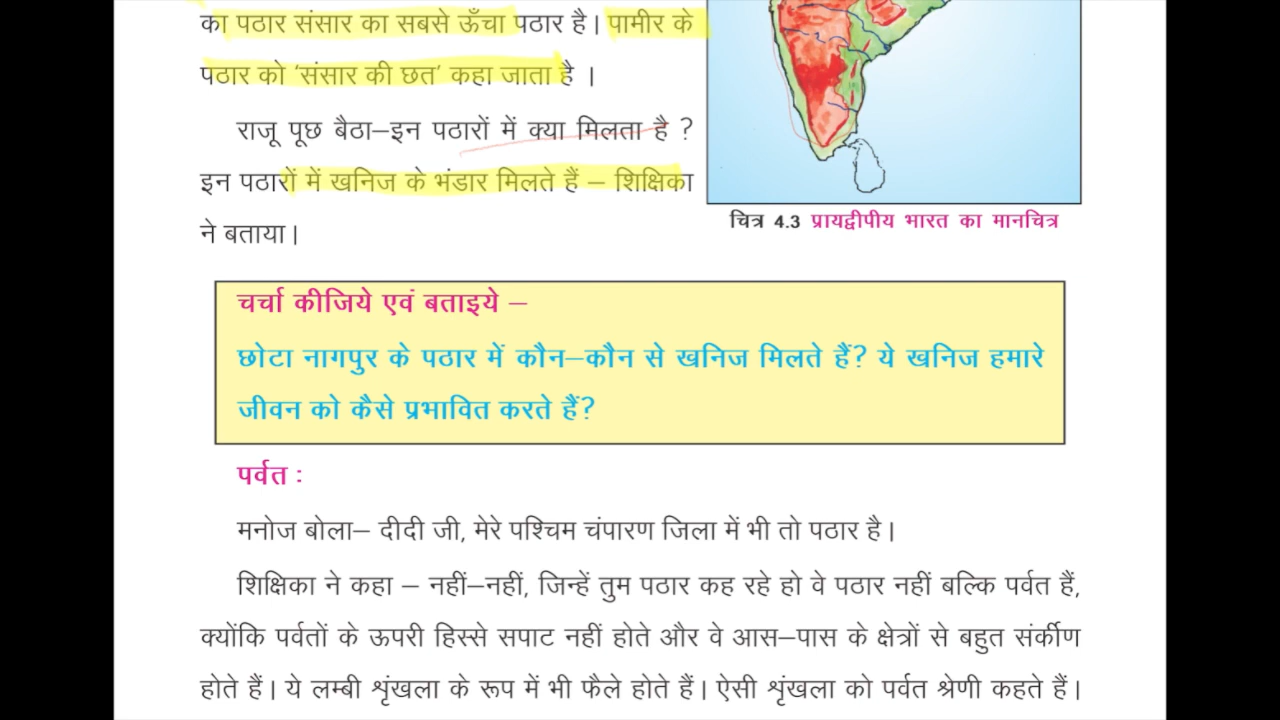 का पठार संसार का सबसे ऊँचा पठार है। पामीर के
पठार को 'संसार की छत' कहा जाता है ।
राजू पूछ बैठा–इन पठारों में क्या मिलता है ?
इन पठारों में खनिज के भंडार मिलते हैं – शिक्षिका
ने बताया।
चित्र 4.3 प्रायद्वीपीय भारत का मानचित्र
चर्चा कीजिये एवं बताइये –
छोटा नागपुर के पठार में कौन–कौन से खनिज मिलते हैं? ये खनिज हमारे
जीवन को कैसे प्रभावित करते हैं?
पर्वत :
मनोज बोला– दीदी जी, मेरे पश्चिम चंपारण जिला में भी तो पठार है।
शिक्षिका ने कहा – नहीं–नहीं, जिन्हें तुम पठार कह रहे हो वे पठार नहीं बल्कि पर्वत हैं,
क्योंकि पर्वतों के ऊपरी हिस्से सपाट नहीं होते और वे आस–पास के क्षेत्रों से बहुत संर्कीण
होते हैं। ये लम्बी शृंखला के रूप में भी फैले होते हैं। ऐसी शृंखला को पर्वत श्रेणी कहते हैं।